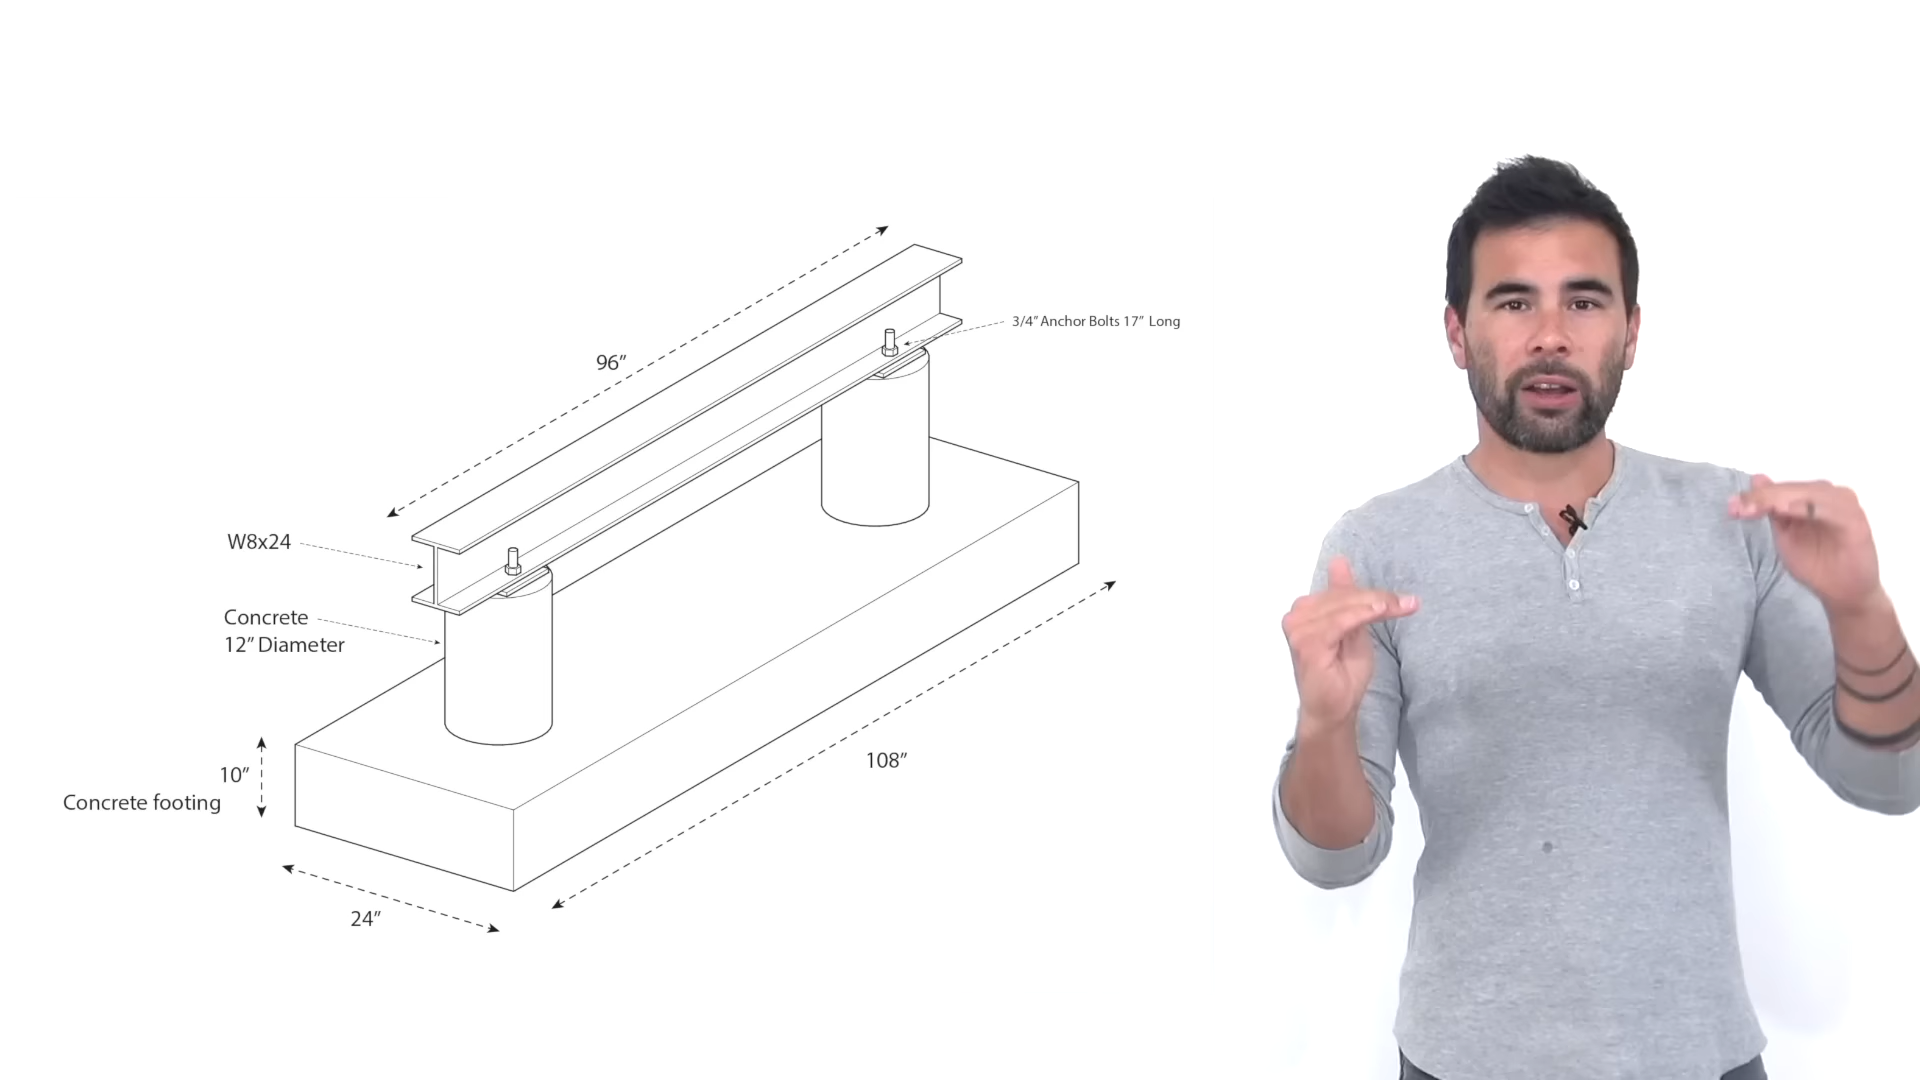 3/4” Anchor Bolts 17” Long
96”
W8x24
Concrete
12” Diameter
108”
10”
Concrete footing
24”